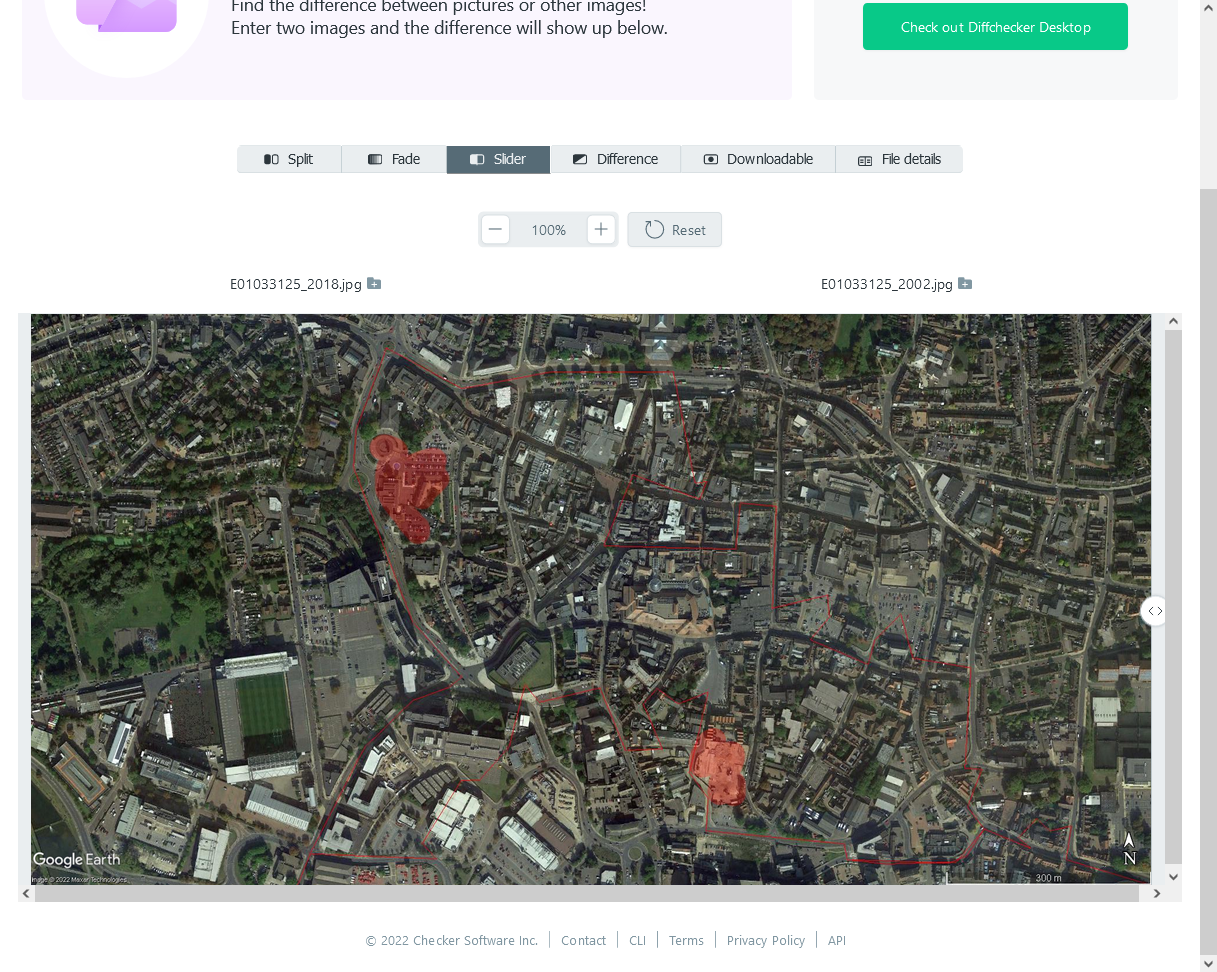 Find the difference between pictures or other images!
Enter two images and the difference will show up below.
Check out Diffchecker Desktop
Split Fade Slider Difference Downloadable File details
100% Reset
E01033125_2018.jpg E01033125_2002.jpg
Google Earth
Image © 2022 Maxar Technologies
300 m
N
© 2022 Checker Software Inc. Contact CLI Terms Privacy Policy API